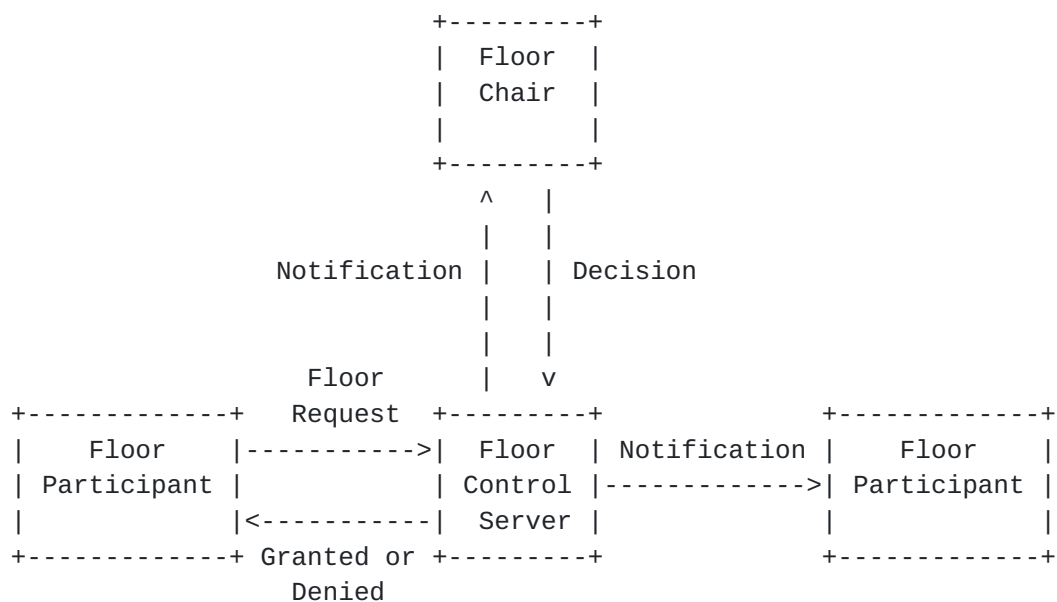 +---------+
|  Floor  |
|  Chair  |
|         |
+---------+
^   |
|   |
Notification |   | Decision
|   |
|   |
Floor      |   v
+-------------+   Request  +---------+              +-------------+
|    Floor    |----------->|  Floor  | Notification |    Floor    |
| Participant |            | Control |------------->| Participant |
|             |<-----------|  Server |              |             |
+-------------+ Granted or +---------+              +-------------+
Denied